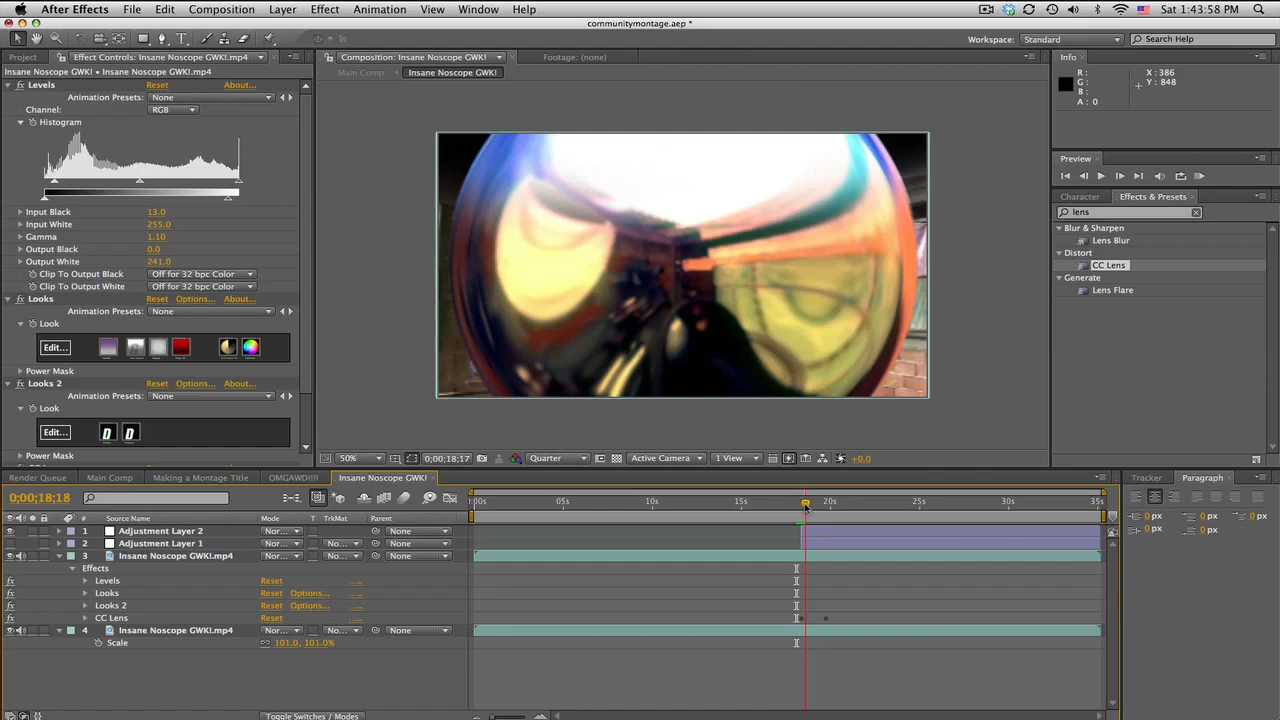 After Effects File Edit Composition Layer Effect Animation View Window Help Sat 1:43:58 PM
communitymontage.aep *
Workspace: Standard Search Help
Project Effect Controls: Insane Noscope GWK!.mp4 Composition: Insane Noscope GWK! Footage: (none) Info
Insane Noscope GWK! • Insane Noscope GWK!.mp4 Main Comp Insane Noscope GWK!
R: G: B: A: 0 X: 386 Y: 848
Levels Reset About...
Animation Presets: None
Channel: RGB
Histogram
Preview
Character Effects & Presets
lens
Blur & Sharpen
Lens Blur
Distort
CC Lens
Generate
Lens Flare
Input Black 13.0
Input White 255.0
Gamma 1.10
Output Black 0.0
Output White 241.0
Clip To Output Black Off for 32 bpc Color
Clip To Output White Off for 32 bpc Color
Looks Reset Options... About...
Animation Presets: None
Look
Edit...
Power Mask
Looks 2 Reset Options... About...
Animation Presets: None
Look
Edit...
Power Mask
50% 0;00;18;17 Quarter Active Camera 1 View +0.0
Render Queue Main Comp Making a Montage Title OMGAWD!!!! Insane Noscope GWK! Tracker Paragraph
0;00;18;18 :00s 05s 10s 15s 20s 25s 30s 35s
# Source Name Mode T TrkMat Parent
1 Adjustment Layer 2 Nor... None
2 Adjustment Layer 1 Nor... None
3 Insane Noscope GWK!.mp4 Nor... None
Effects
Levels Reset
Looks Reset Options...
Looks 2 Reset Options...
CC Lens Reset
4 Insane Noscope GWK!.mp4 Nor... None
Scale 101.0, 101.0%
0 px 0 px 0 px
0 px 0 px
Toggle Switches / Modes